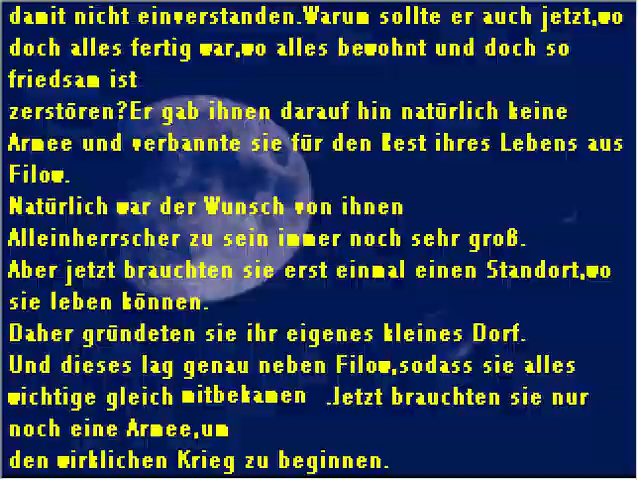 damit nicht einverstanden.Warum sollte er auch jetzt,wo
doch alles fertig war,wo alles bewohnt und doch so
friedsam ist
zerstören?Er gab ihnen darauf hin natürlich keine
Armee und verbannte sie für den Rest ihres Lebens aus
Filow.
Natürlich war der Wunsch von ihnen
Alleinherrscher zu sein immer noch sehr groß.
Aber jetzt brauchten sie erst einmal einen Standort,wo
sie leben können.
Daher gründeten sie ihr eigenes kleines Dorf.
Und dieses lag genau neben Filow,sodass sie alles
wichtige gleich mitbekamen .Jetzt brauchten sie nur
noch eine Armee,um
den wirklichen Krieg zu beginnen.